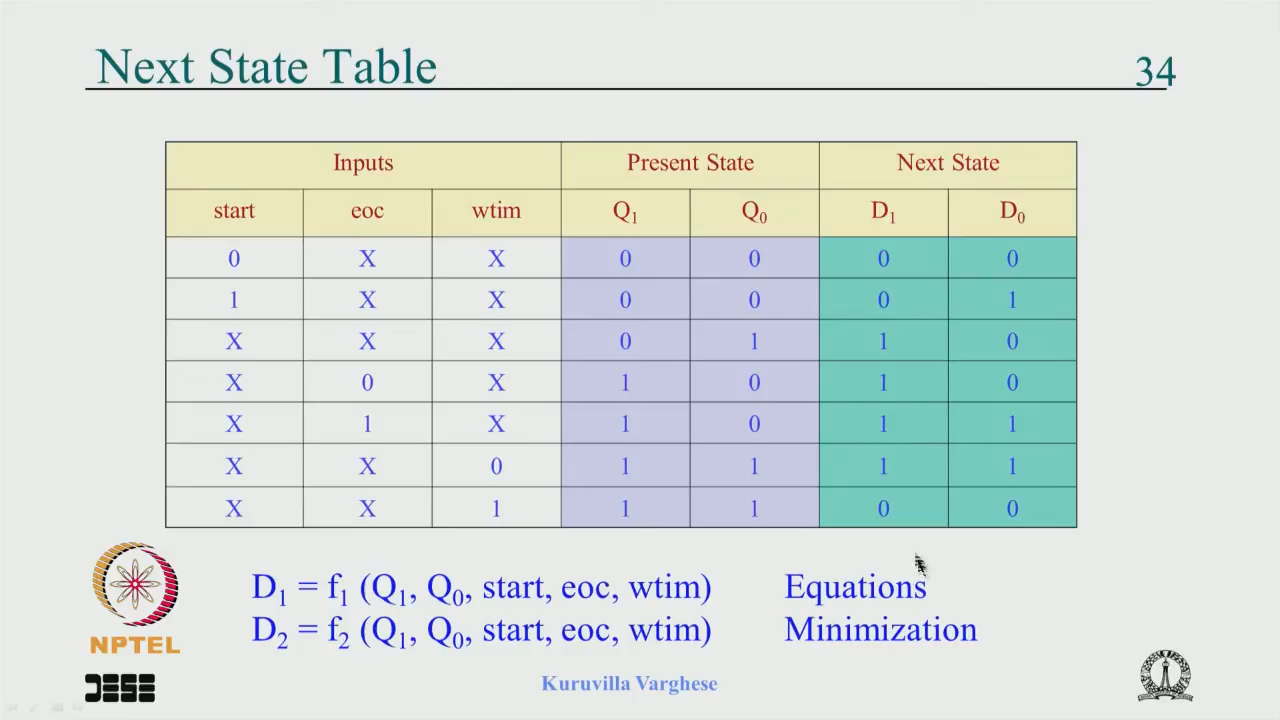 Next State Table
34
Inputs Present State Next State
start eoc wtim Q1 Q0 D1 D0
0 X X 0 0 0 0
1 X X 0 0 0 1
X X X 0 1 1 0
X 0 X 1 0 1 0
X 1 X 1 0 1 1
X X 0 1 1 1 1
X X 1 1 1 0 0
D1 = f1 (Q1, Q0, start, eoc, wtim) Equations
D2 = f2 (Q1, Q0, start, eoc, wtim) Minimization
NPTEL
DESE
Kuruvilla Varghese